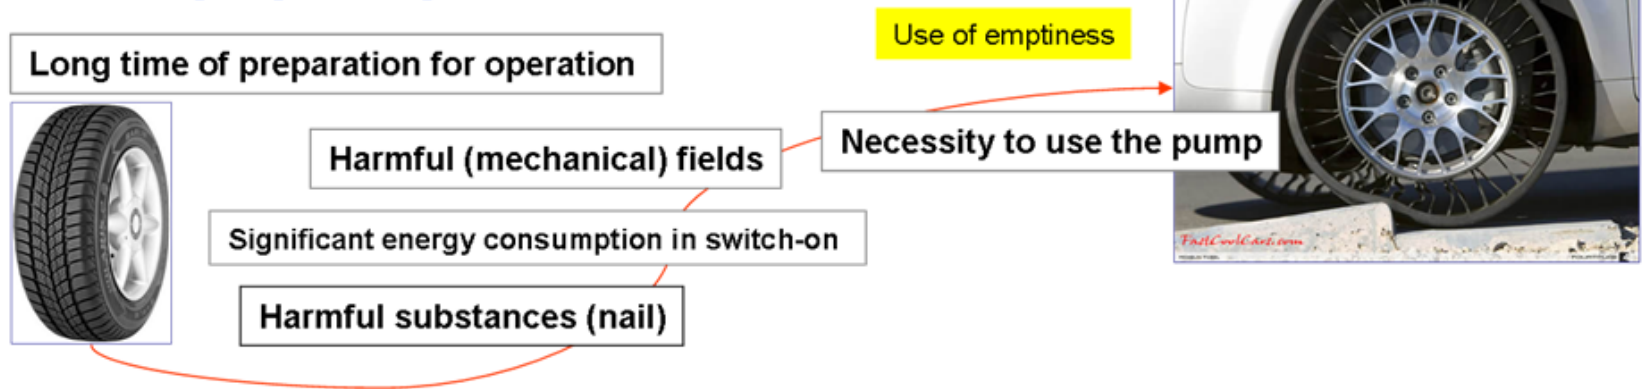 Use of emptiness
Long time of preparation for operation
Necessity to use the pump
Harmful (mechanical) fields
Significant energy consumption in switch-on
Harmful substances (nail)
FastCoolCars.com